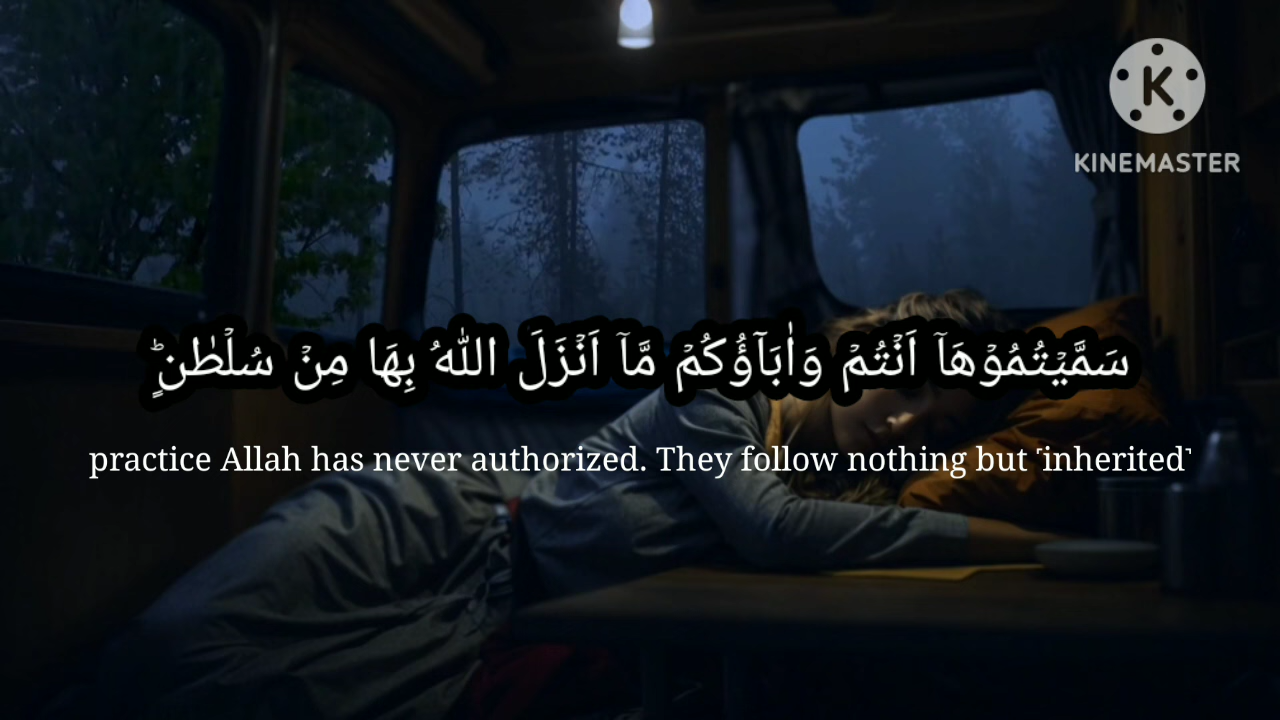 KINEMASTER
سَمَّيْتُمُوْهَآ اَنْتُمْ وَاٰبَآؤُكُمْ مَّآ اَنْزَلَ اللّٰهُ بِهَا مِنْ سُلْطٰنٍؕ
practice Allah has never authorized. They follow nothing but ˹inherited˺